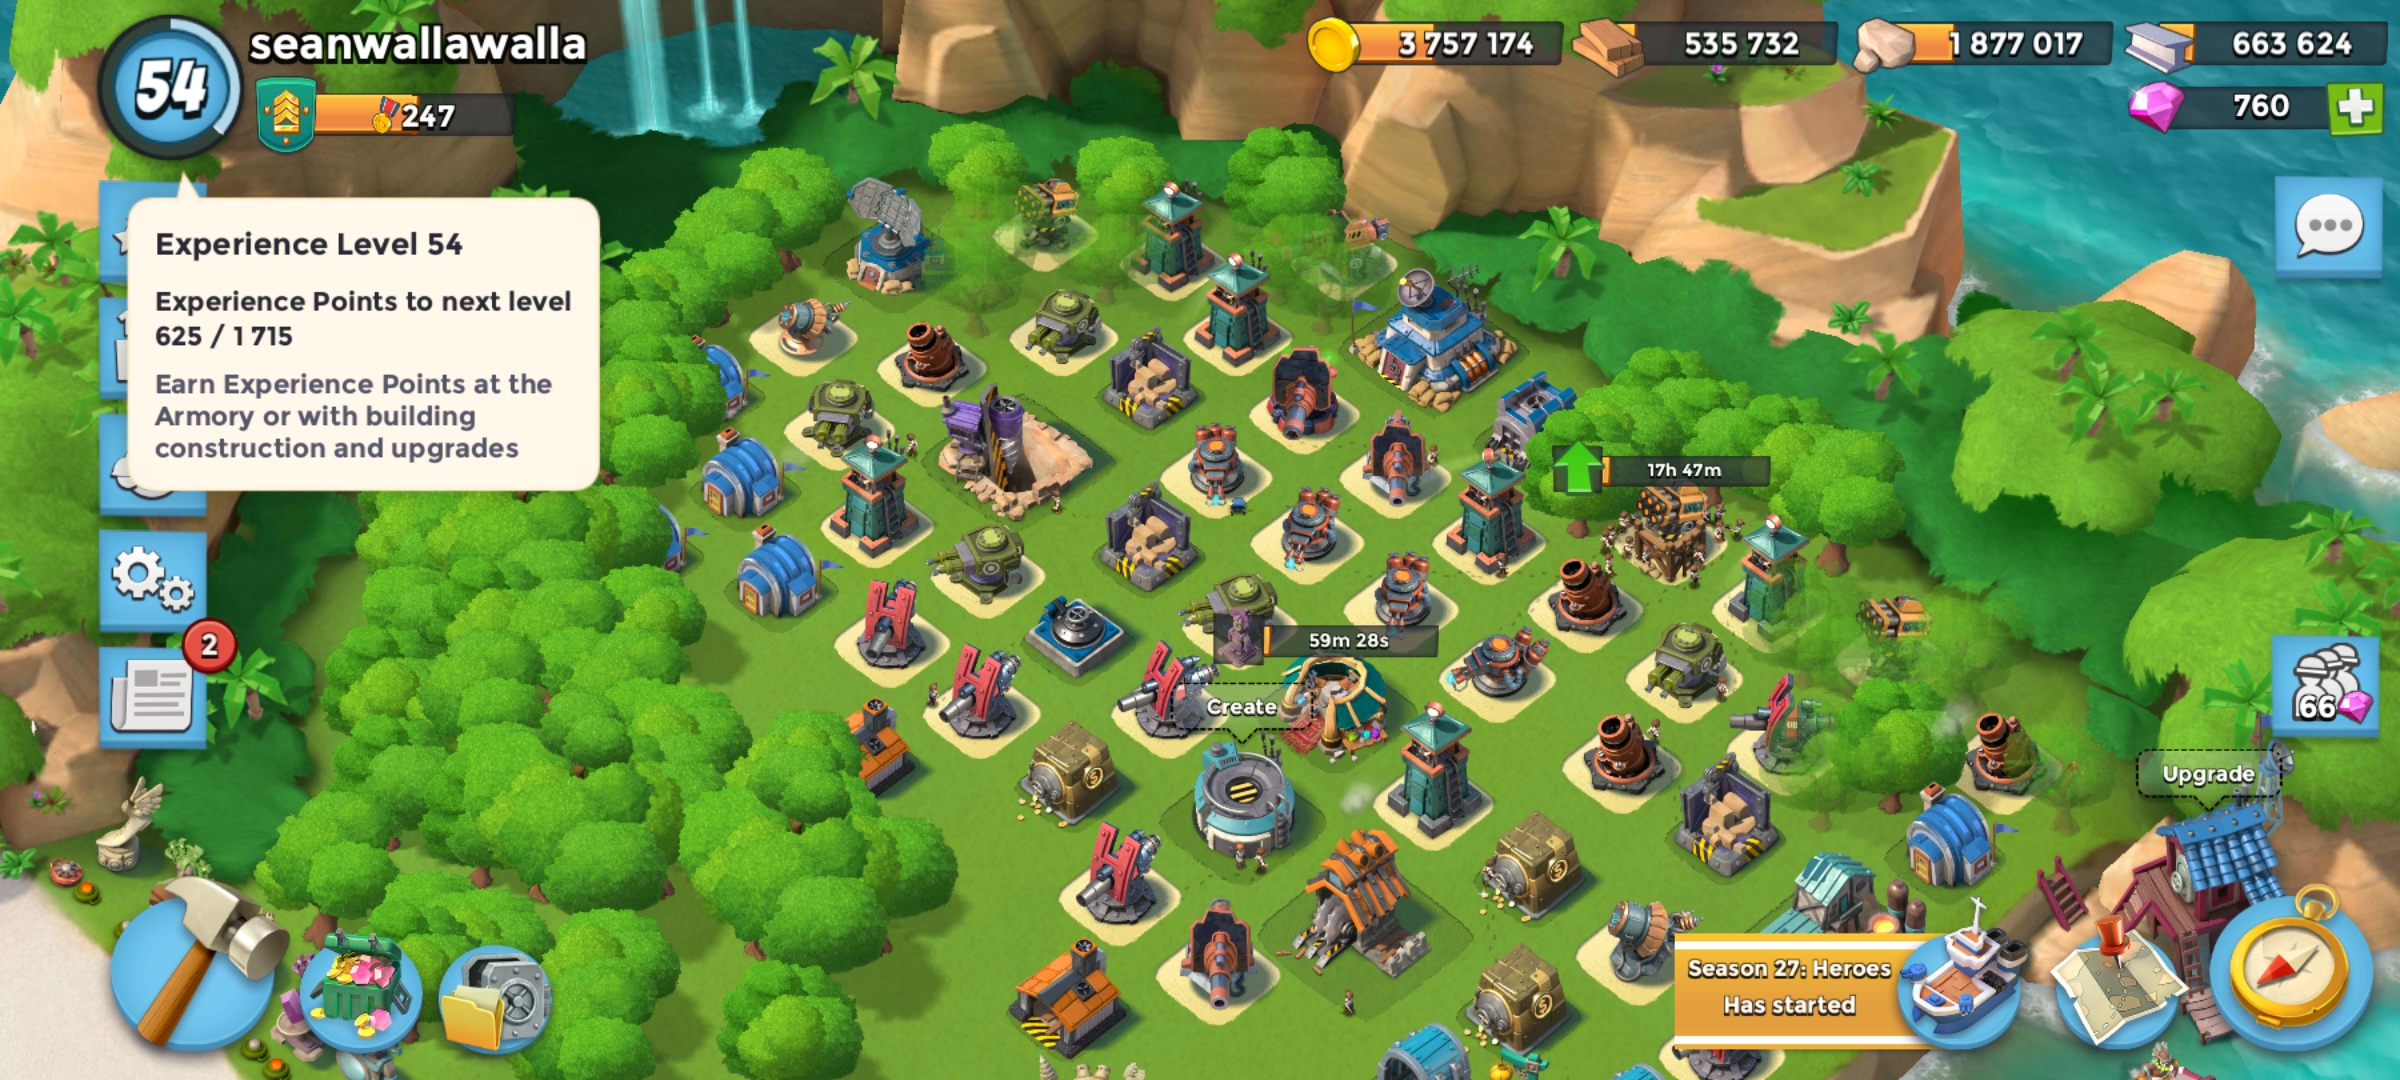 54
seanwallawalla
247
3 757 174
535 732
1 877 017
663 624
760
Experience Level 54
Experience Points to next level
625 / 1 715
Earn Experience Points at the
Armory or with building
construction and upgrades
17h 47m
59m 28s
2
Create
66
Upgrade
Season 27: Heroes
Has started